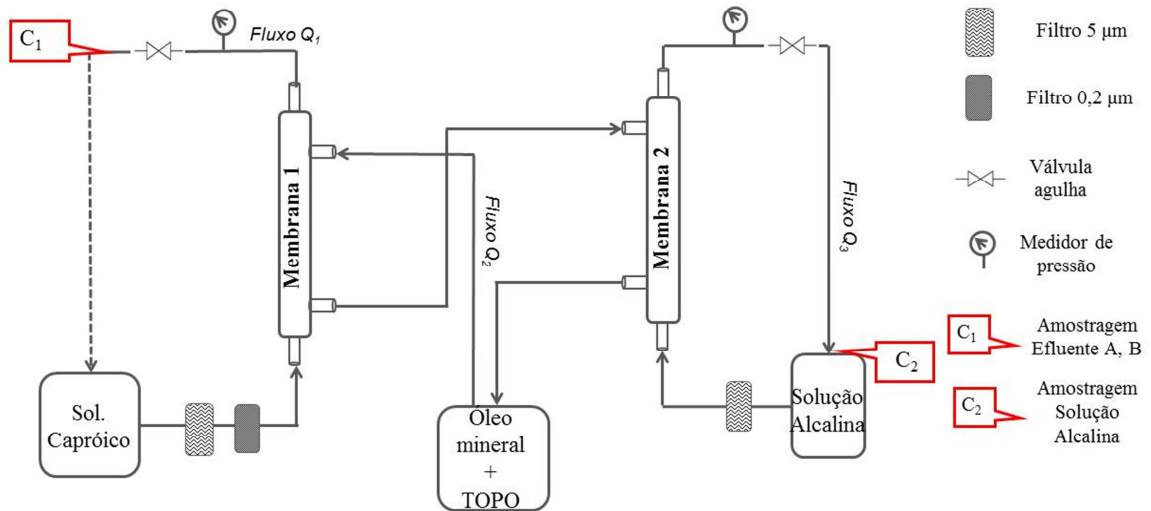 C1
Fluxo Q1
Membrana 1
Sol.
Capróico
Fluxo Q2
Óleo
mineral
+
TOPO
Membrana 2
Fluxo Q3
C2
Solução
Alcalina
Filtro 5 µm
Filtro 0,2 µm
Válvula
agulha
Medidor de
pressão
C1
Amostragem
Efluente A, B
C2
Amostragem
Solução
Alcalina